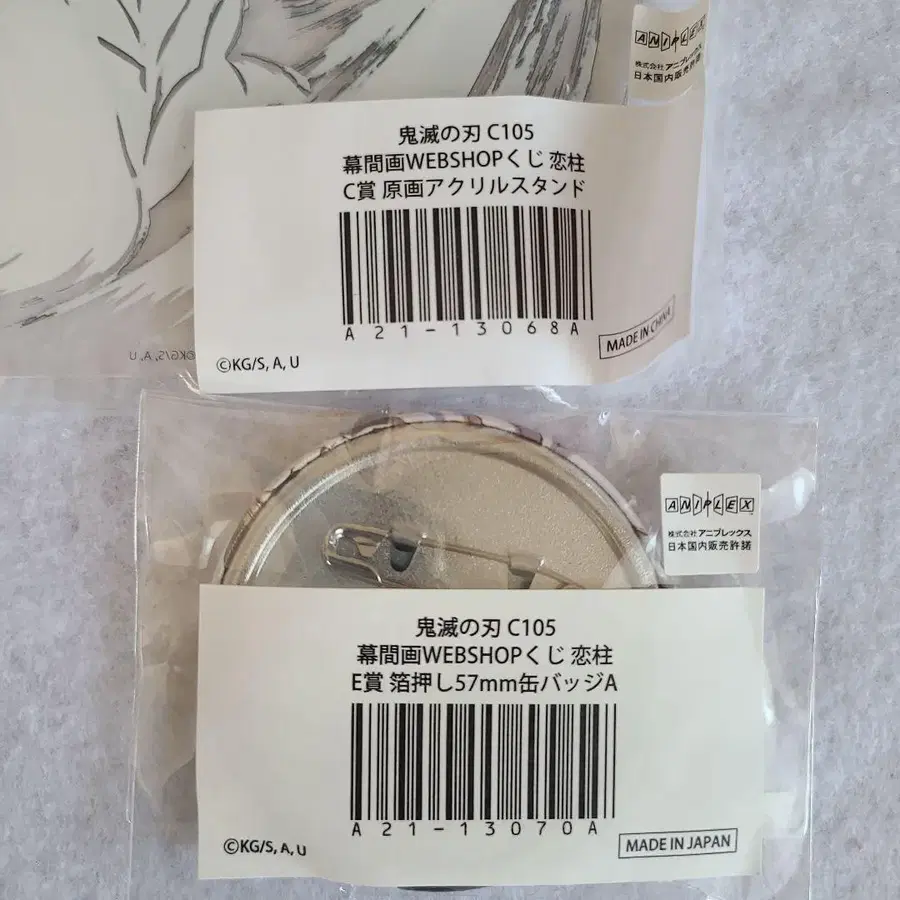 ANIPLEX
株式会社 アニプレックス
日本国内販売許諾
鬼滅の刃 C105
幕間画WEBSHOPくじ 恋柱
C賞 原画アクリルスタンド
A21-13068A
MADE IN CHINA
©KG/S, A, U
©KG/S, A, U
ANIPLEX
株式会社 アニプレックス
日本国内販売許諾
鬼滅の刃 C105
幕間画WEBSHOPくじ 恋柱
E賞 箔押し57mm缶バッジA
A21-13070A
©KG/S, A, U
MADE IN JAPAN